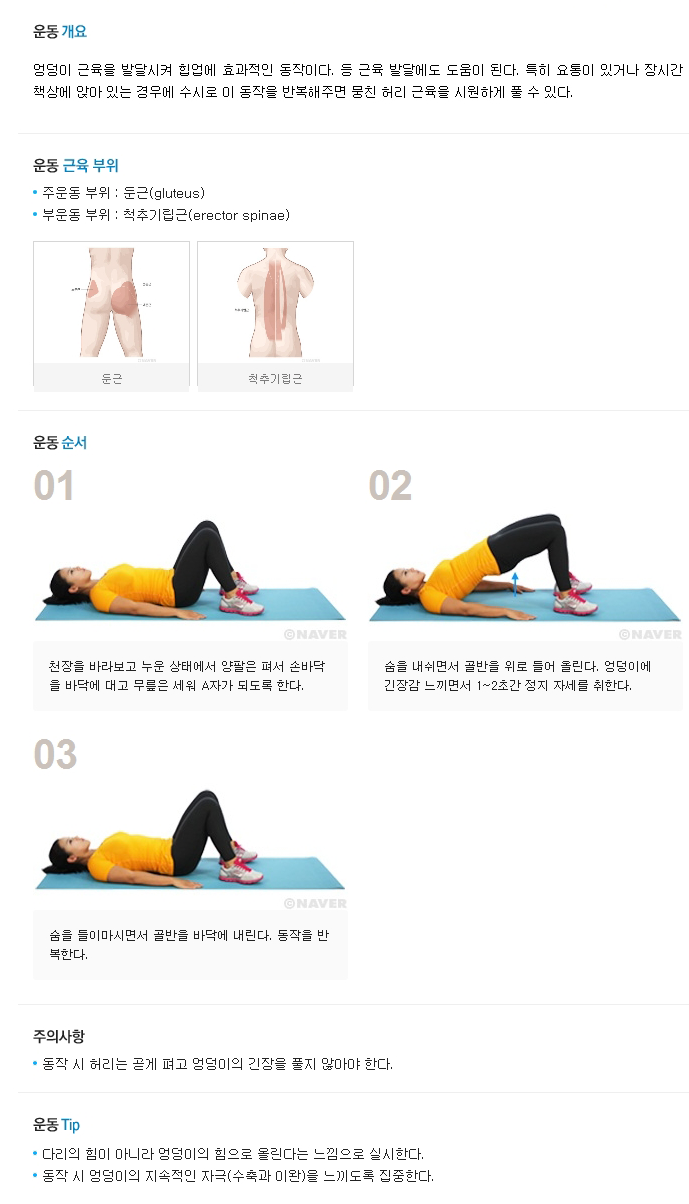 운동 개요
엉덩이 근육을 발달시켜 힙업에 효과적인 동작이다. 등 근육 발달에도 도움이 된다. 특히 요통이 있거나 장시간
책상에 앉아 있는 경우에 수시로 이 동작을 반복해주면 뭉친 허리 근육을 시원하게 풀 수 있다.
운동 근육 부위
주운동 부위 : 둔근(gluteus)
부운동 부위 : 척추기립근(erector spinae)
둔근
척추기립근
운동 순서
01
02
©NAVER
©NAVER
천장을 바라보고 누운 상태에서 양팔은 펴서 손바닥
을 바닥에 대고 무릎은 세워 A자가 되도록 한다.
숨을 내쉬면서 골반을 위로 들어 올린다. 엉덩이에
긴장감 느끼면서 1~2초간 정지 자세를 취한다.
03
©NAVER
숨을 들이마시면서 골반을 바닥에 내린다. 동작을 반
복한다.
주의사항
동작 시 허리는 곧게 펴고 엉덩이의 긴장을 풀지 않아야 한다.
운동 Tip
다리의 힘이 아니라 엉덩이의 힘으로 올린다는 느낌으로 실시한다.
동작 시 엉덩이의 지속적인 자극(수축과 이완)을 느끼도록 집중한다.